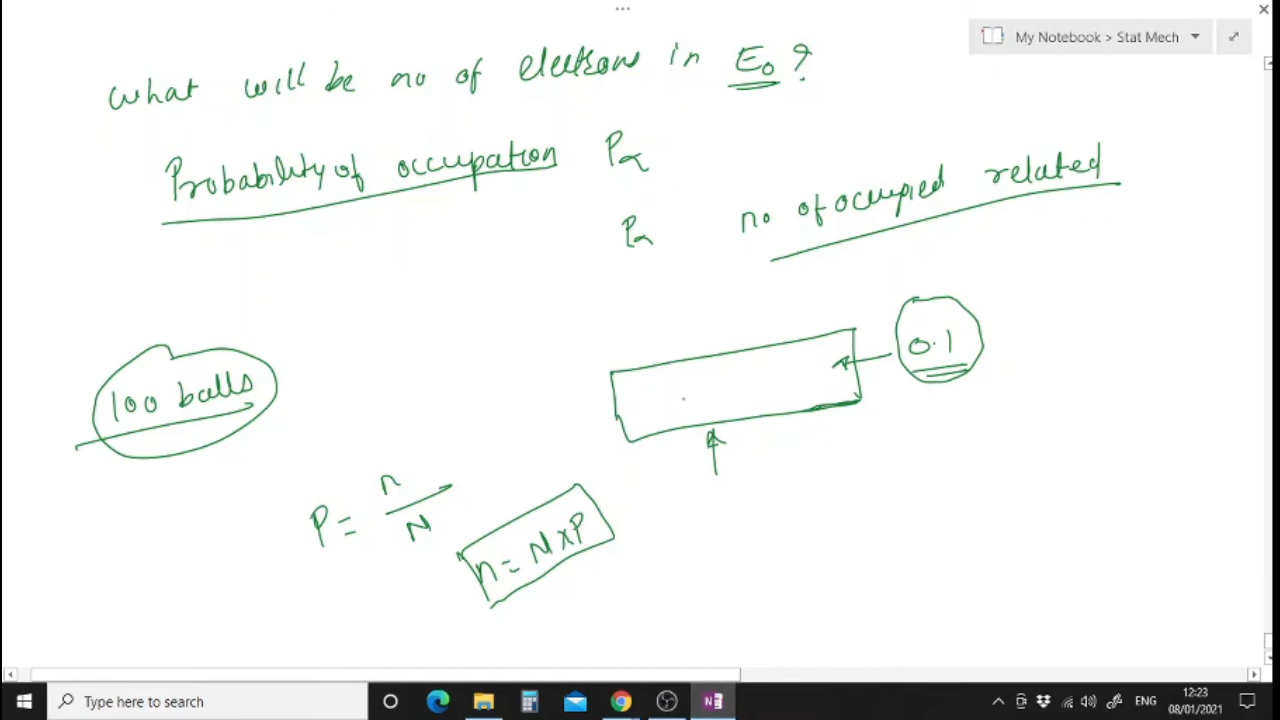 ...
My Notebook > Stat Mech
What will be no of electrons in E₀ ?
Probability of occupation Pα
Pα no of occupied related
0.1
100 balls
P = n/N
n = N x P
Type here to search
ENG
12:23
08/01/2021